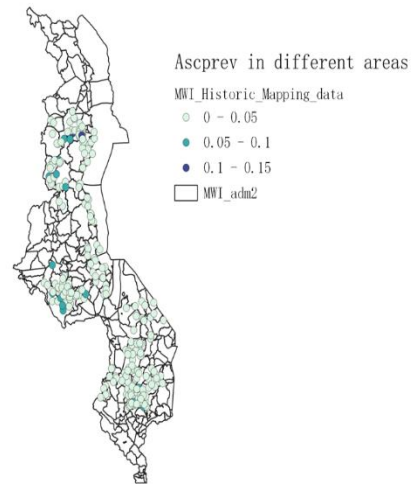 Ascprev in different areas
MWI_Historic_Mapping_data
0 - 0.05
0.05 - 0.1
0.1 - 0.15
MWI_adm2